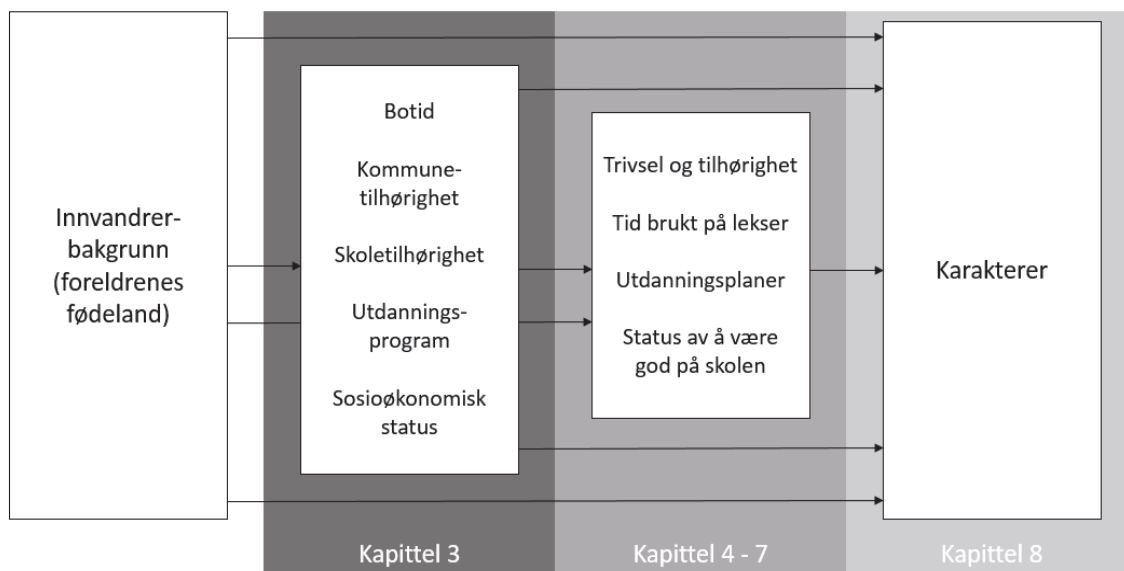 Innvandrer-
bakgrunn
(foreldrenes
fødeland)
Botid
Kommune-
tilhørighet
Skoletilhørighet
Utdannings-
program
Sosioøkonomisk
status
Trivsel og tilhørighet
Tid brukt på lekser
Utdanningsplaner
Status av å være
god på skolen
Karakterer
Kapittel 3
Kapittel 4 - 7
Kapittel 8